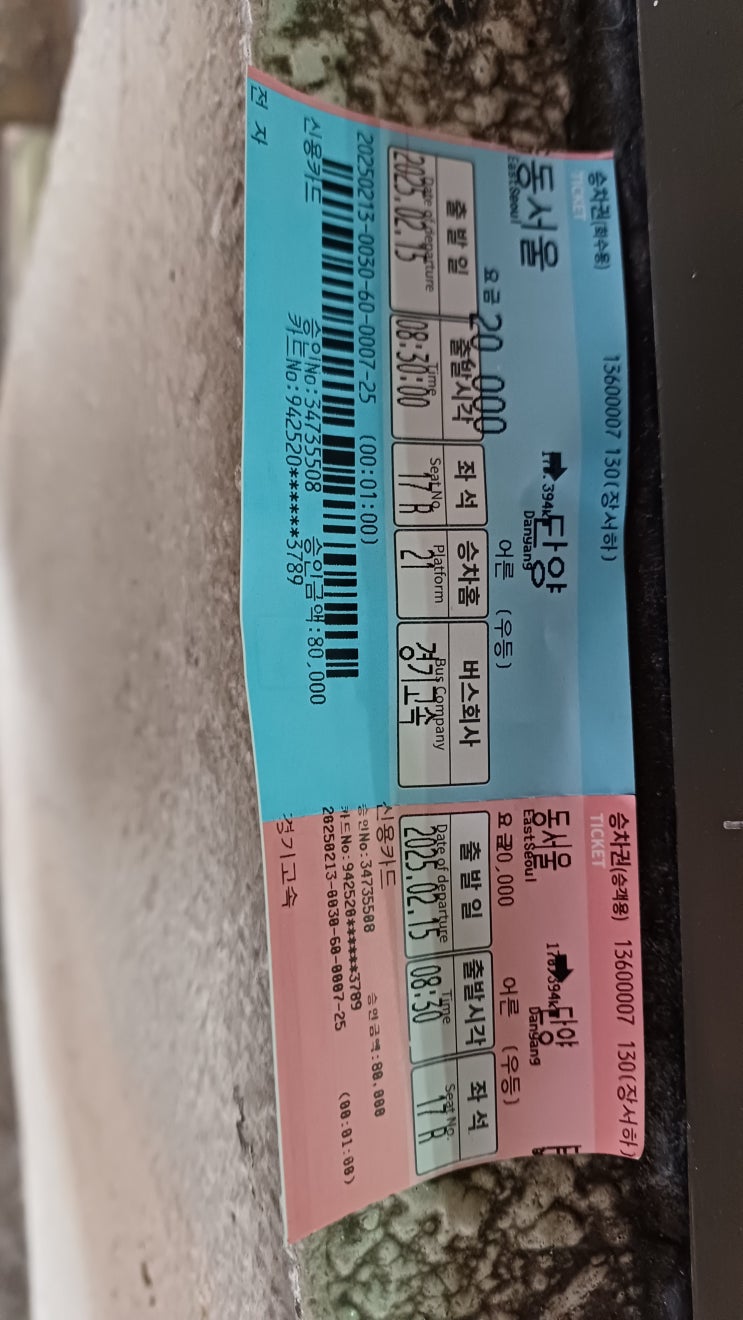 승차권(회수용) 13600007 130(장서하)
TICKET
동서울 단양
EastSeoul Danyang
요금 20,000 어른 (우등)
출발일 출발시각 좌석 승차홈 버스회사
Date of departure Time Seat No. Platform Bus Company
2025.02.15 08:30:00 17 21 경기고속
20250213-0030-60-0007-25 (00:01:00)
신용카드 승인No:34735508 승인금액:80,000
카드No:942520******3789
전자
승차권(승객용) 13600007 130(장서하)
TICKET
동서울 단양
EastSeoul Danyang
요금 20,000 어른 (우등)
출발일 출발시각 좌석
Date of departure Time Seat No.
2025.02.15 08:30 17
신용카드
승인No:34735508 승인금액:80,000
카드No:942520******3789
20250213-0030-60-0007-25 (00:01:00)
경기고속